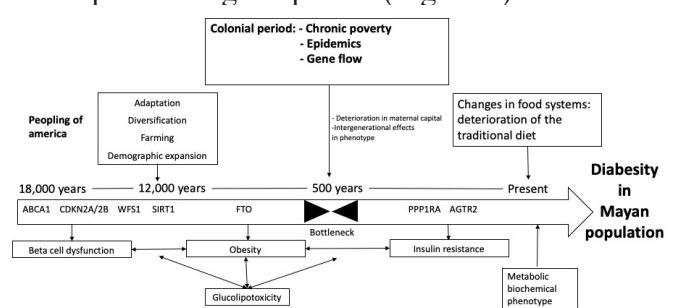 Colonial period: - Chronic poverty
- Epidemics
- Gene flow
Peopling of
america
Adaptation
Diversification
Farming
Demographic expansion
- Deterioration in maternal capital
-Intergenerational effects
in phenotype
Changes in food systems:
deterioration of the
traditional diet
18,000 years
12,000 years
500 years
Present
Diabesity
in
Mayan
population
ABCA1 CDKN2A/2B WFS1 SIRT1 FTO PPP1RA AGTR2
Bottleneck
Beta cell dysfunction
Obesity
Insulin resistance
Glucolipotoxicity
Metabolic
biochemical
phenotype